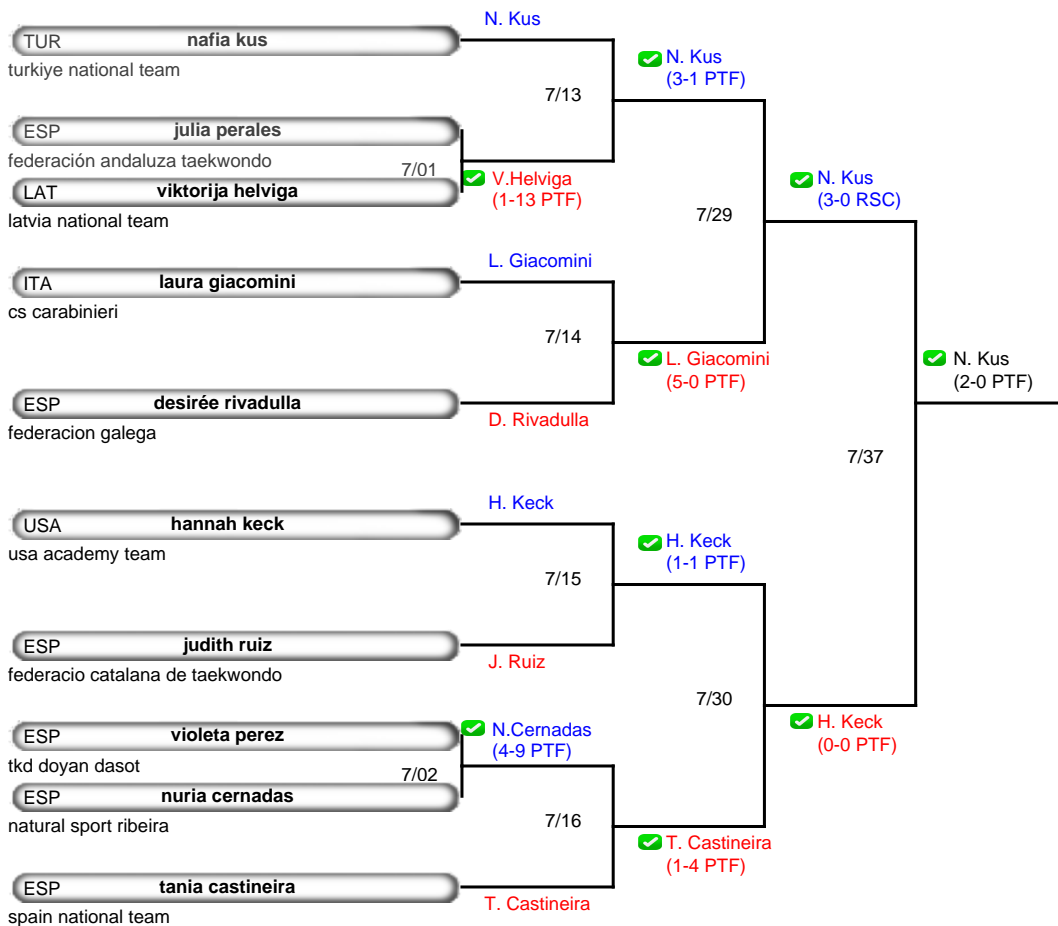 N. Kus
TUR nafia kus
turkiye national team
N. Kus
(3-1 PTF)
7/13
ESP julia perales
federación andaluza taekwondo
7/01
V.Helviga
(1-13 PTF)
LAT viktorija helviga
latvia national team
N. Kus
(3-0 RSC)
7/29
L. Giacomini
ITA laura giacomini
cs carabinieri
7/14
L. Giacomini
(5-0 PTF)
N. Kus
(2-0 PTF)
ESP desirée rivadulla
federacion galega
D. Rivadulla
7/37
H. Keck
USA hannah keck
usa academy team
H. Keck
(1-1 PTF)
7/15
ESP judith ruiz
federacio catalana de taekwondo
J. Ruiz
7/30
H. Keck
(0-0 PTF)
ESP violeta perez
tkd doyan dasot
N.Cernadas
(4-9 PTF)
7/02
ESP nuria cernadas
natural sport ribeira
7/16
T. Castineira
(1-4 PTF)
ESP tania castineira
spain national team
T. Castineira